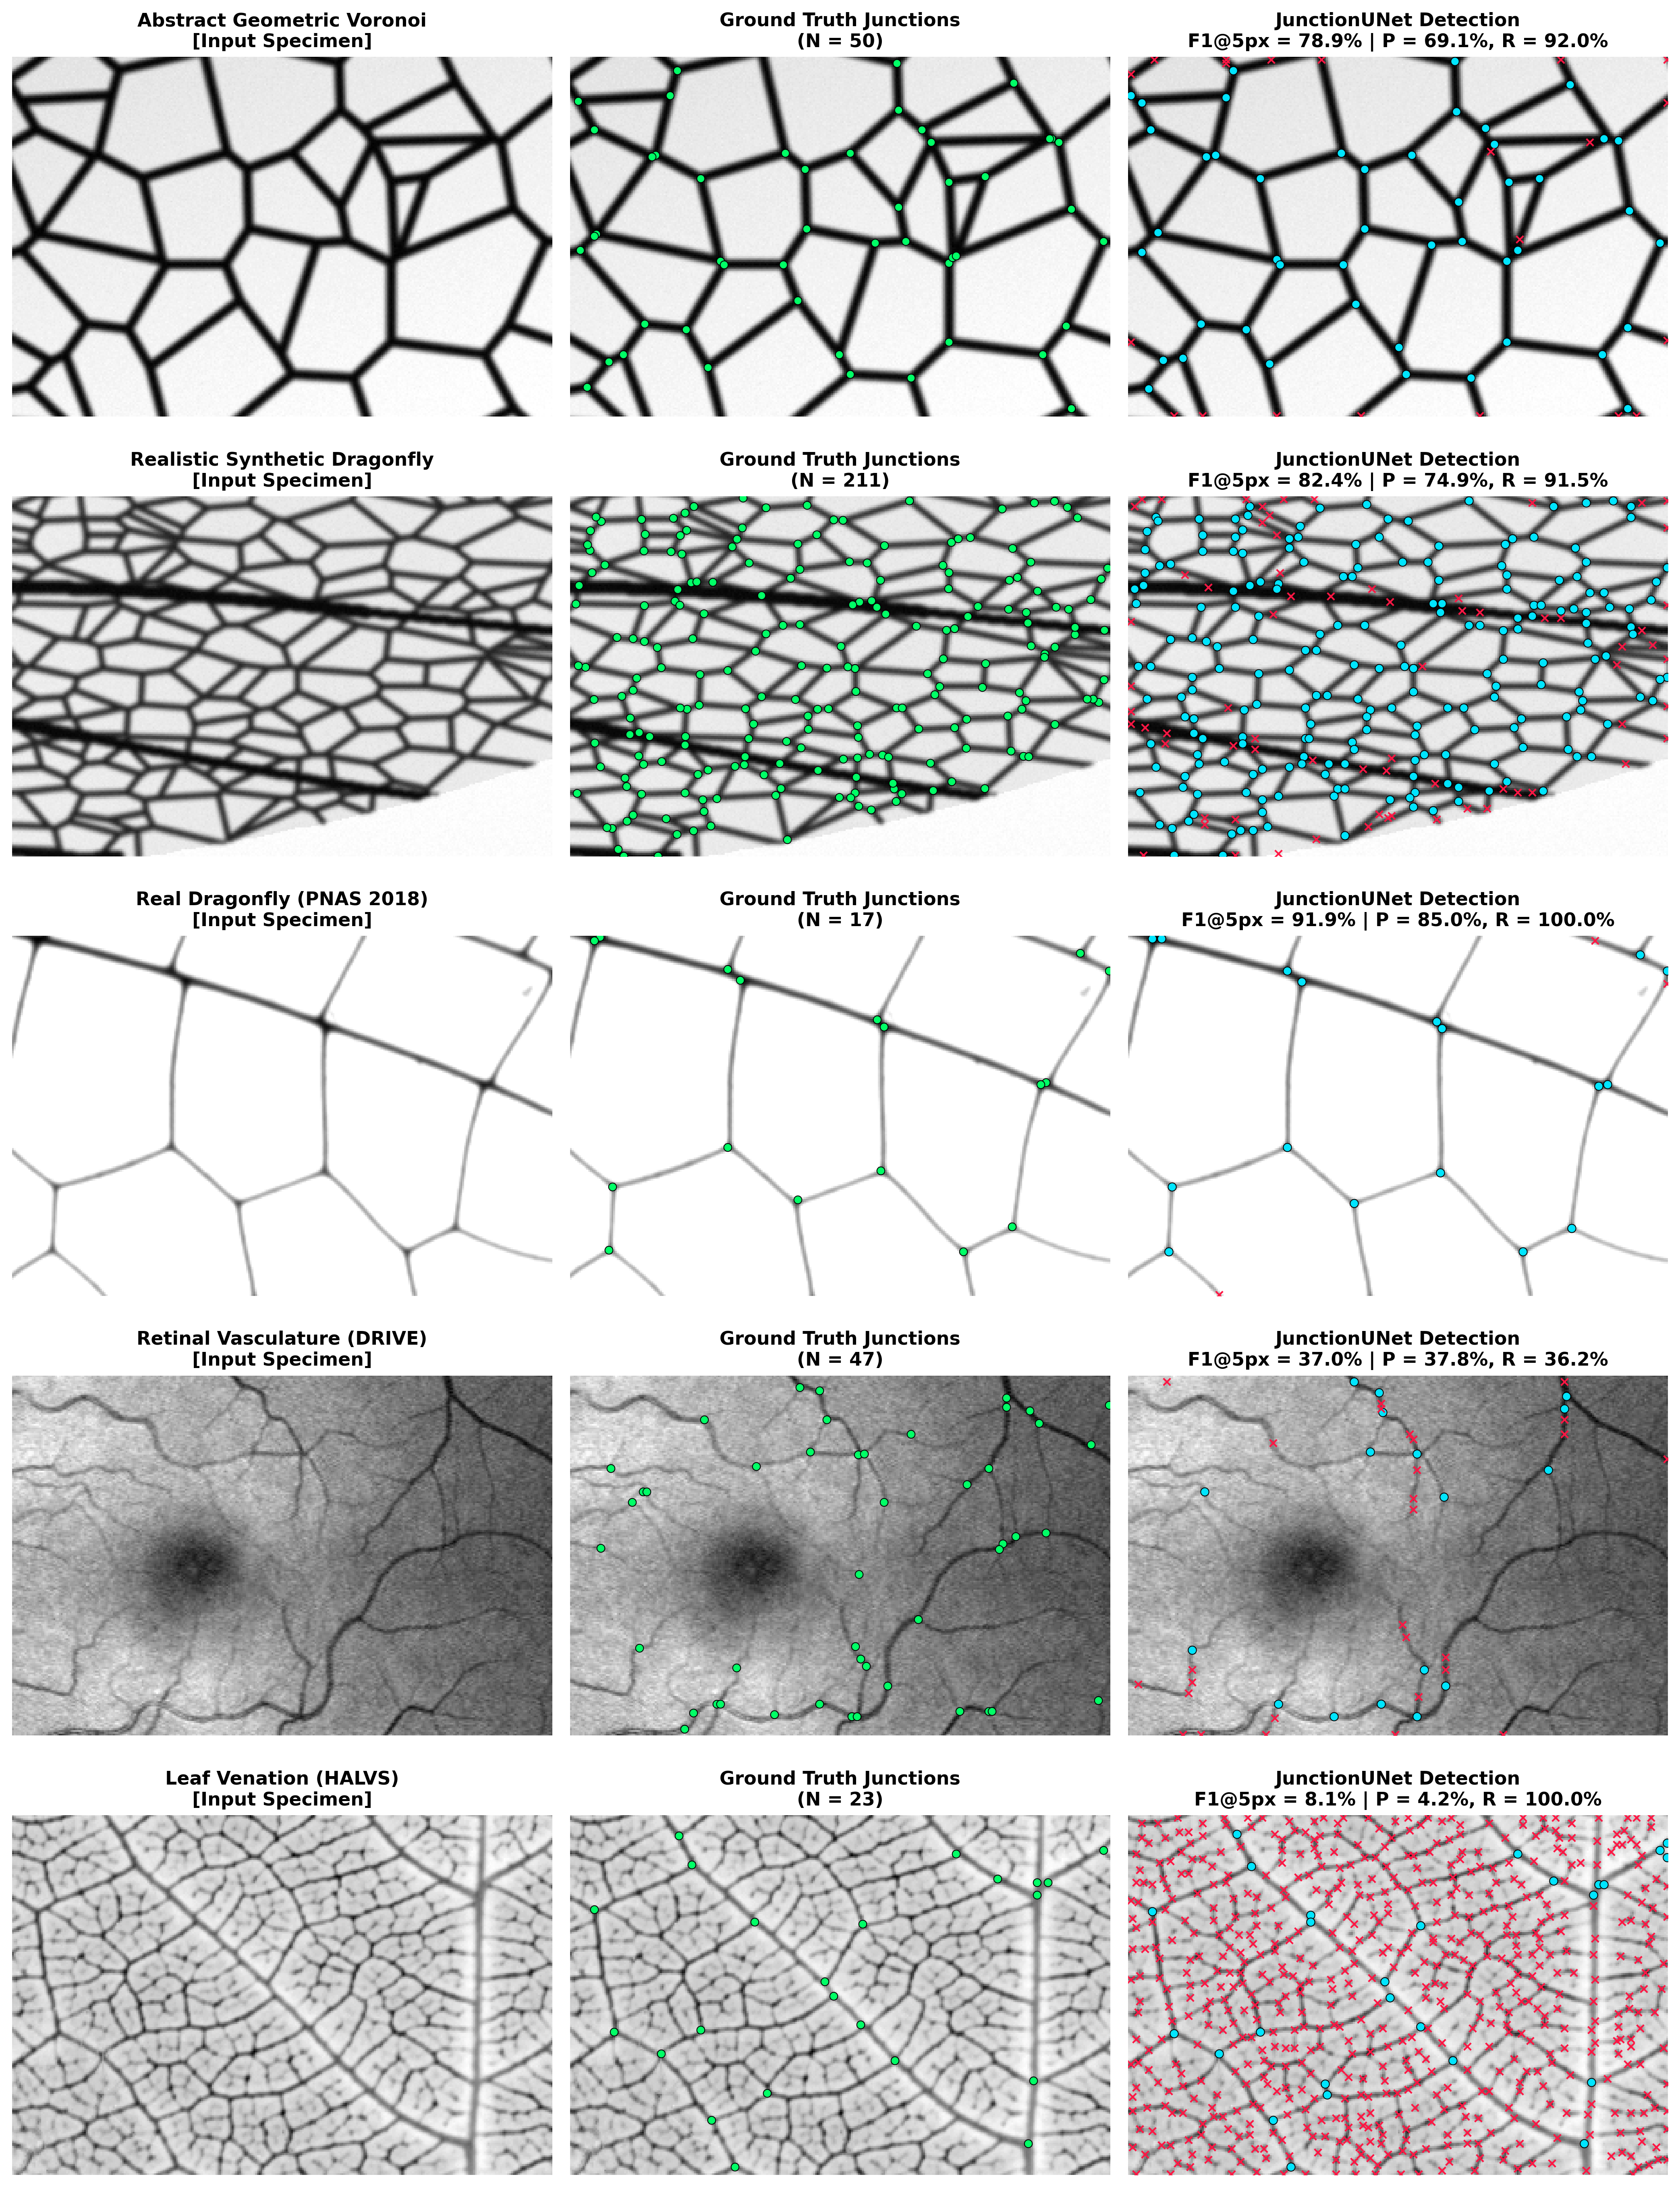 Abstract Geometric Voronoi
[Input Specimen]
Ground Truth Junctions
(N = 50)
JunctionUNet Detection
F1@5px = 78.9% | P = 69.1%, R = 92.0%
Realistic Synthetic Dragonfly
[Input Specimen]
Ground Truth Junctions
(N = 211)
JunctionUNet Detection
F1@5px = 82.4% | P = 74.9%, R = 91.5%
Real Dragonfly (PNAS 2018)
[Input Specimen]
Ground Truth Junctions
(N = 17)
JunctionUNet Detection
F1@5px = 91.9% | P = 85.0%, R = 100.0%
Retinal Vasculature (DRIVE)
[Input Specimen]
Ground Truth Junctions
(N = 47)
JunctionUNet Detection
F1@5px = 37.0% | P = 37.8%, R = 36.2%
Leaf Venation (HALVS)
[Input Specimen]
Ground Truth Junctions
(N = 23)
JunctionUNet Detection
F1@5px = 8.1% | P = 4.2%, R = 100.0%